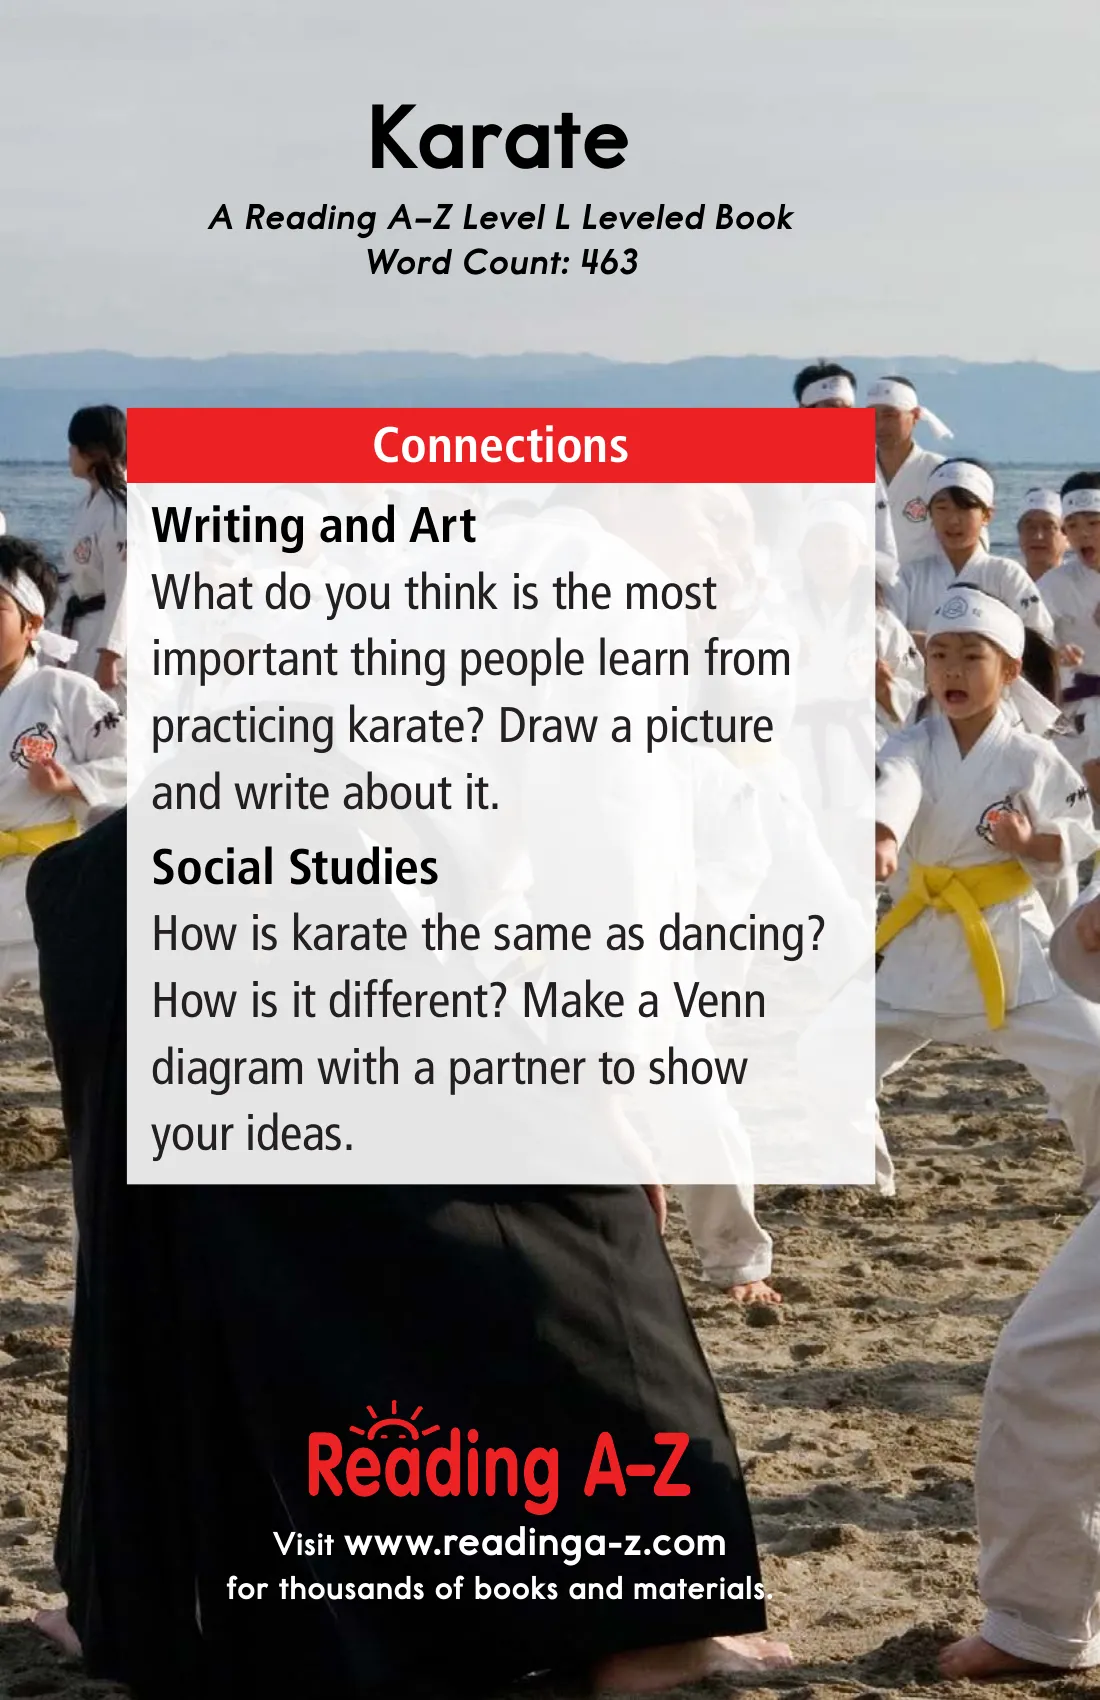 Karate
A Reading A–Z Level L Leveled Book
Word Count: 463
Connections
Writing and Art
What do you think is the most
important thing people learn from
practicing karate? Draw a picture
and write about it.
Social Studies
How is karate the same as dancing?
How is it different? Make a Venn
diagram with a partner to show
your ideas.
Reading A–Z
Visit www.readinga-z.com
for thousands of books and materials.